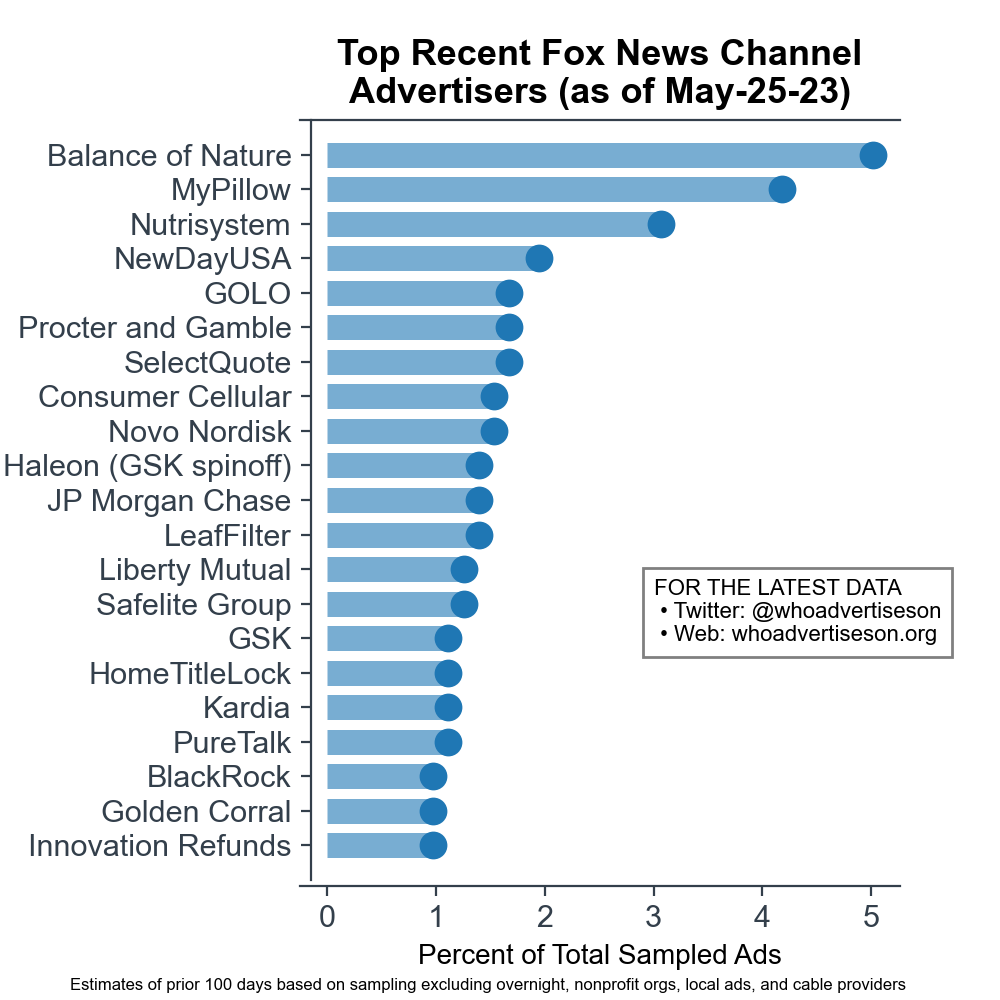 Top Recent Fox News Channel
Advertisers (as of May-25-23)
Balance of Nature
MyPillow
Nutrisystem
NewDayUSA
GOLO
Procter and Gamble
SelectQuote
Consumer Cellular
Novo Nordisk
Haleon (GSK spinoff)
JP Morgan Chase
LeafFilter
Liberty Mutual
Safelite Group
GSK
HomeTitleLock
Kardia
PureTalk
BlackRock
Golden Corral
Innovation Refunds
FOR THE LATEST DATA
• Twitter: @whoadvertiseson
• Web: whoadvertiseson.org
0 1 2 3 4 5
Percent of Total Sampled Ads
Estimates of prior 100 days based on sampling excluding overnight, nonprofit orgs, local ads, and cable providers